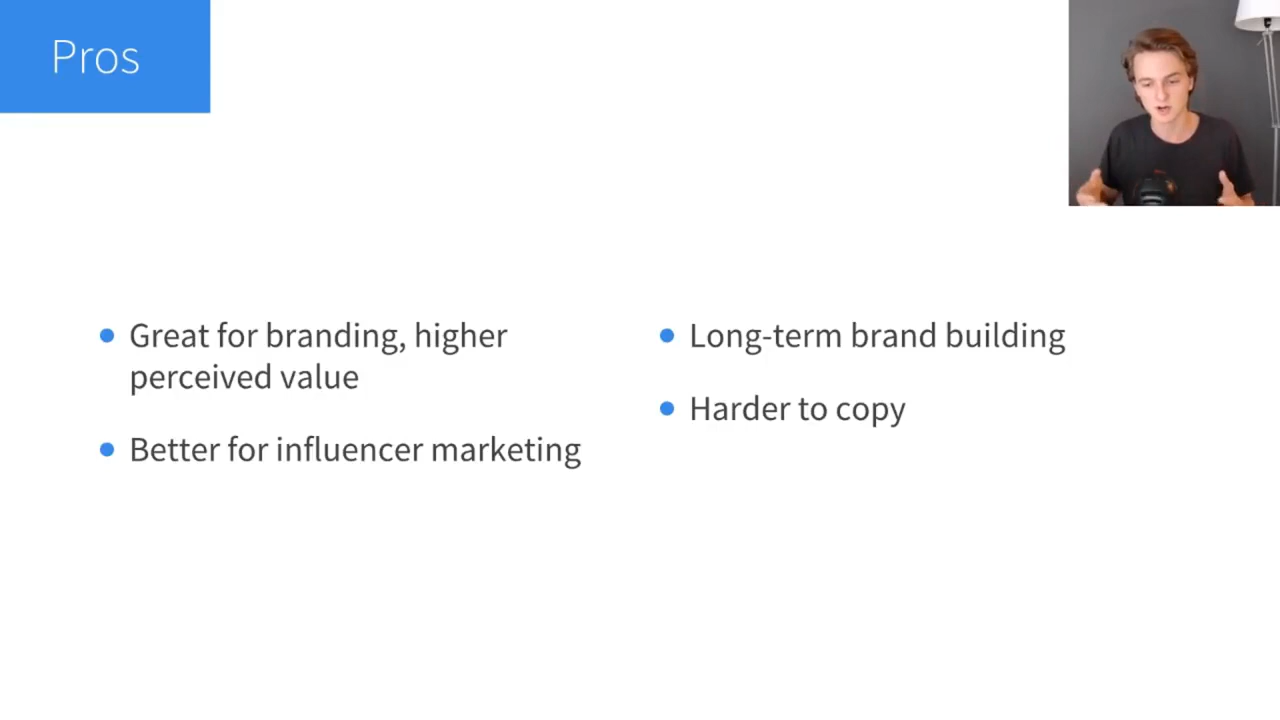 Pros
Great for branding, higher
perceived value
Better for influencer marketing
Long-term brand building
Harder to copy